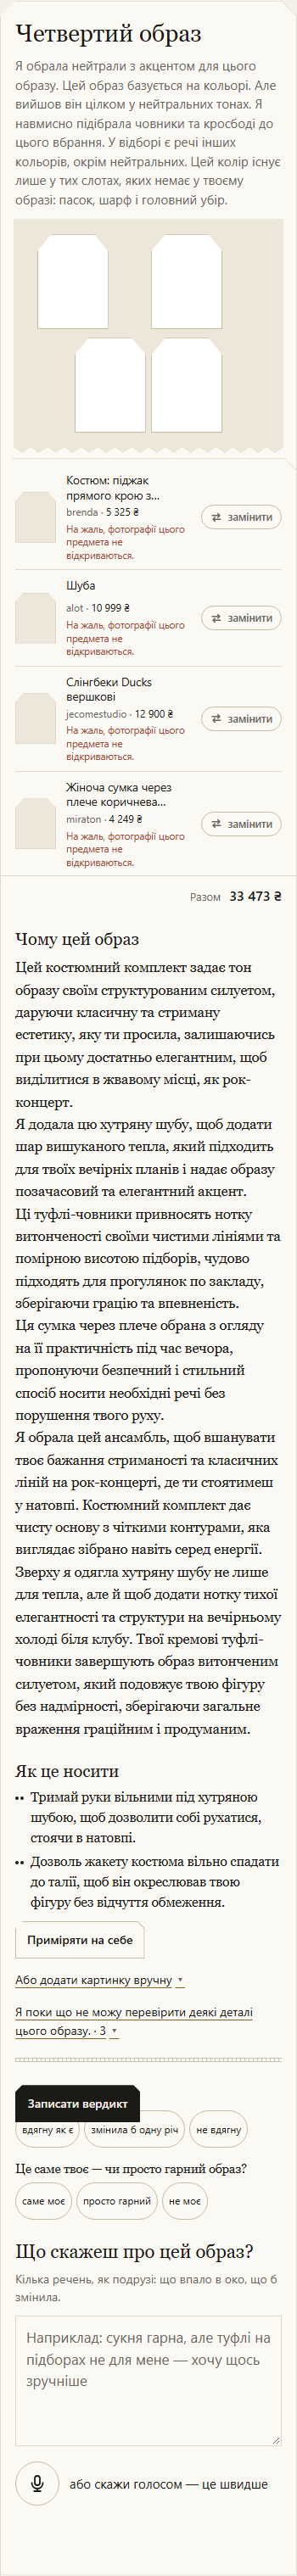 Четвертий образ
Я обрала нейтрали з акцентом для цього
образу. Цей образ базується на кольорі. Але
вийшов він цілком у нейтральних тонах. Я
навмисно підібрала човники та кросбоді до
цього вбрання. У відборі є речі інших
кольорів, окрім нейтральних. Цей колір існує
лише у тих слотах, яких немає у твоєму
образі: пасок, шарф і головний убір.
Костюм: піджак
прямого крою з...
brenda · 5 325 ₴
На жаль, фотографії цього
предмета не
відкриваються.
замінити
Шуба
alot · 10 999 ₴
На жаль, фотографії цього
предмета не
відкриваються.
замінити
Слінгбеки Ducks
вершкові
jecomestudio · 12 900 ₴
На жаль, фотографії цього
предмета не
відкриваються.
замінити
Жіноча сумка через
плече коричнева...
miraton · 4 249 ₴
На жаль, фотографії цього
предмета не
відкриваються.
замінити
Разом 33 473 ₴
Чому цей образ
Цей костюмний комплект задає тон
образу своїм структурованим силуетом,
даруючи класичну та стриману
естетику, яку ти просила, залишаючись
при цьому достатньо елегантним, щоб
виділитися в жвавому місці, як рок-
концерт.
Я додала цю хутряну шубу, щоб додати
шар вишуканого тепла, який підходить
для твоїх вечірніх планів і надає образу
позачасовий та елегантний акцент.
Ці туфлі-човники привносять нотку
витонченості своїми чистими лініями та
помірною висотою підборів, чудово
підходять для прогулянок по закладу,
зберігаючи грацію та впевненість.
Ця сумка через плече обрана з огляду
на її практичність під час вечора,
пропонуючи безпечний і стильний
спосіб носити необхідні речі без
порушення твого руху.
Я обрала цей ансамбль, щоб вшанувати
твоє бажання стриманості та класичних
ліній на рок-концерті, де ти стоятимеш
у натовпі. Костюмний комплект дає
чисту основу з чіткими контурами, яка
виглядає зібрано навіть серед енергії.
Зверху я одягла хутряну шубу не лише
для тепла, але й щоб додати нотку тихої
елегантності та структури на вечірньому
холоді біля клубу. Твої кремові туфлі-
човники завершують образ витонченим
силуетом, який подовжує твою фігуру
без надмірності, зберігаючи загальне
враження граційним і продуманим.
Як це носити
•• Тримай руки вільними під хутряною
шубою, щоб дозволити собі рухатися,
стоячи в натовпі.
•• Дозволь жакету костюма вільно спадати
до талії, щоб він окреслював твою
фігуру без відчуття обмеження.
Приміряти на себе
Або додати картинку вручну ▾
Я поки що не можу перевірити деякі деталі
цього образу. · 3 ▾
Записати вердикт
вдягну як є змінила б одну річ не вдягну
Це саме твоє — чи просто гарний образ?
саме моє просто гарний не моє
Що скажеш про цей образ?
Кілька речень, як подрузі: що впало в око, що б
змінила.
Наприклад: сукня гарна, але туфлі на
підборах не для мене — хочу щось
зручніше
або скажи голосом — це швидше